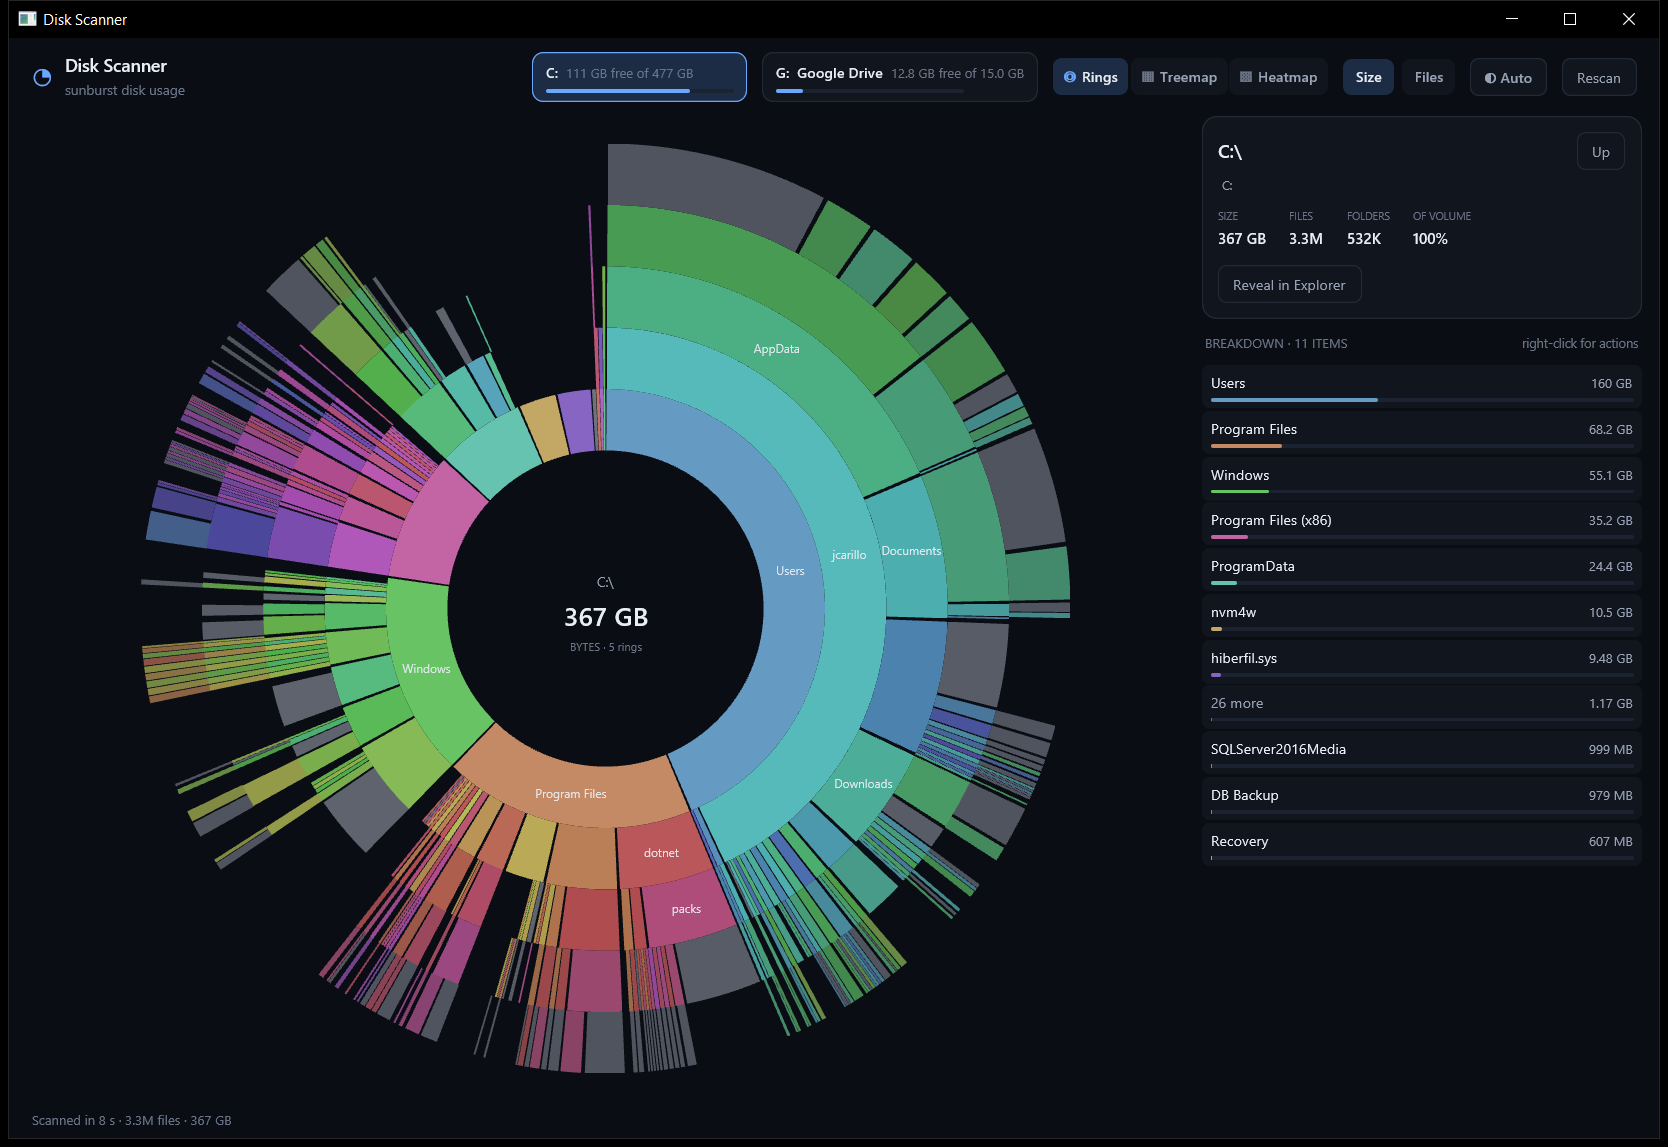 Disk Scanner
Disk Scanner
sunburst disk usage
C: 111 GB free of 477 GB
G: Google Drive 12.8 GB free of 15.0 GB
Rings
Treemap
Heatmap
Size
Files
Auto
Rescan
C:\
Up
C:
SIZE FILES FOLDERS OF VOLUME
367 GB 3.3M 532K 100%
Reveal in Explorer
BREAKDOWN · 11 ITEMS right-click for actions
Users 160 GB
Program Files 68.2 GB
Windows 55.1 GB
Program Files (x86) 35.2 GB
ProgramData 24.4 GB
nvm4w 10.5 GB
hiberfil.sys 9.48 GB
26 more 1.17 GB
SQLServer2016Media 999 MB
DB Backup 979 MB
Recovery 607 MB
AppData
Documents
jcarillo
Users
C:\
367 GB
BYTES · 5 rings
Windows
Downloads
Program Files
dotnet
packs
Scanned in 8 s · 3.3M files · 367 GB